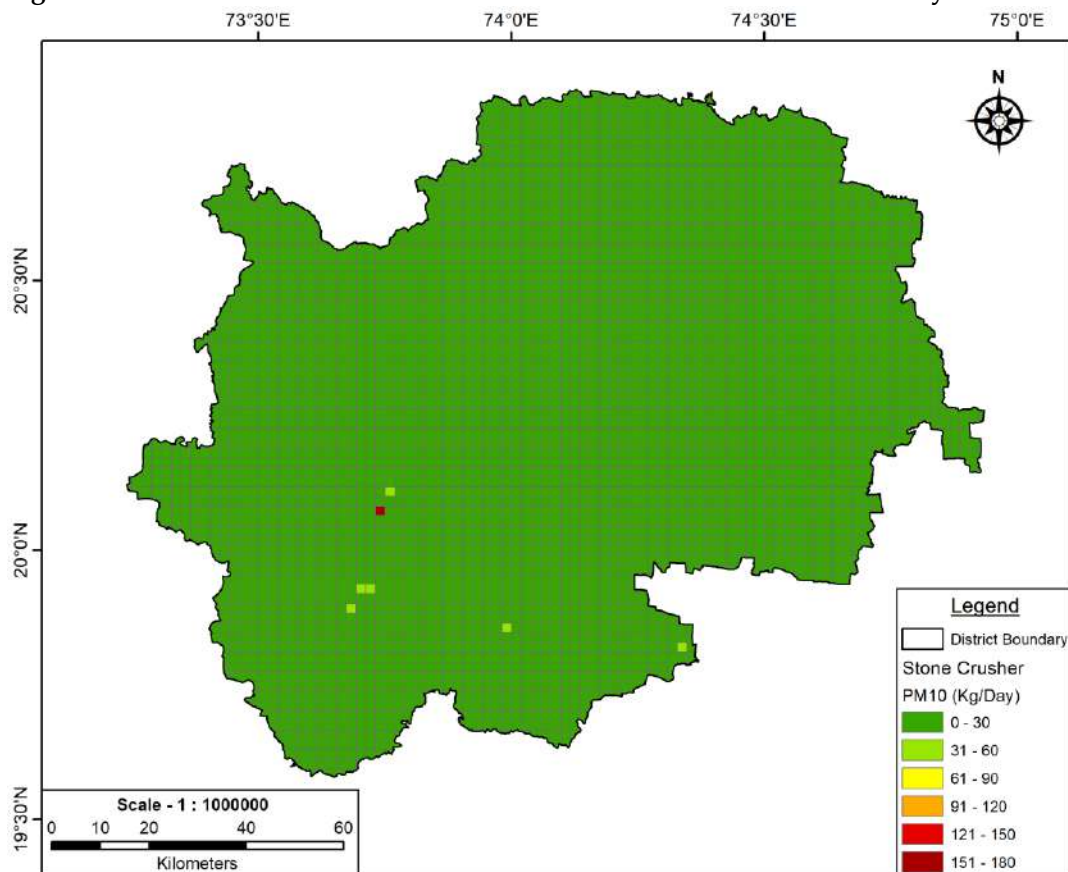 73°30'E 74°0'E 74°30'E 75°0'E
N
20°30'N
20°0'N
19°30'N
Legend
District Boundary
Stone Crusher
PM10 (Kg/Day)
0 - 30
31 - 60
61 - 90
91 - 120
121 - 150
151 - 180
Scale - 1 : 1000000
0 10 20 40 60
Kilometers